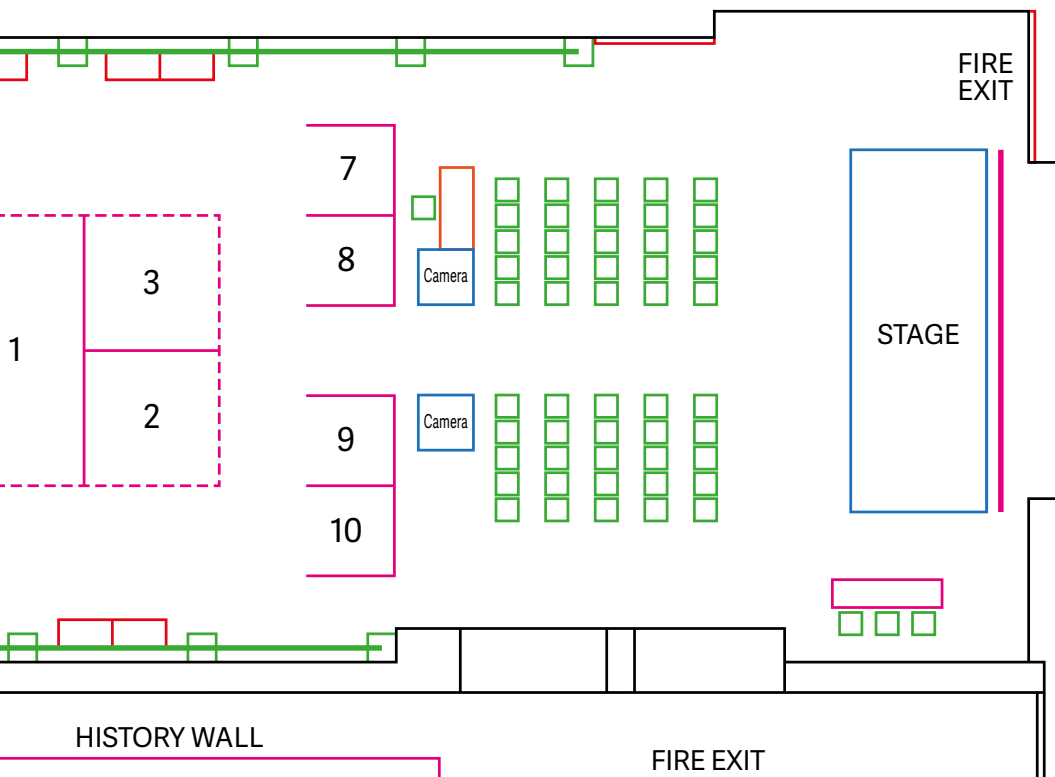 FIRE
EXIT
7
8
3
Camera
1
STAGE
2
9
Camera
10
HISTORY WALL
FIRE EXIT